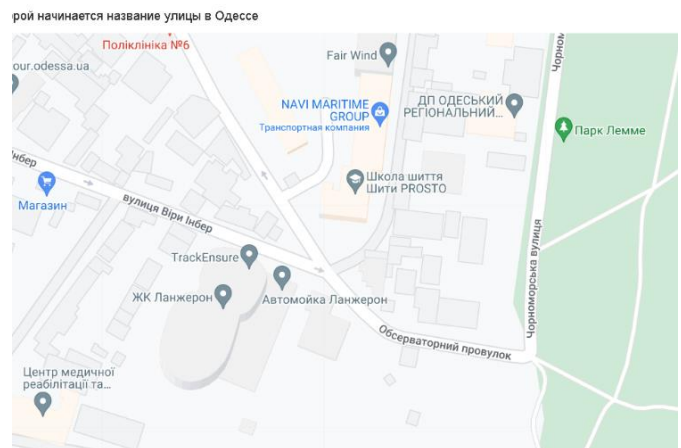 рой начинается название улицы в Одессе
Поліклініка №6
our.odessa.ua
Fair Wind
Чорном
NAVI MARITIME
GROUP
Транспортная компания
ДП ОДЕСЬКИЙ
РЕГІОНАЛЬНИЙ...
Парк Лемме
Інбер
Школа шиття
Шити PROSTO
Магазин
вулиця Віри Інбер
TrackEnsure
Чорноморська вулиця
ЖК Ланжерон
Автомойка Ланжерон
Обсерваторний провулок
Центр медичної
реабілітації та...